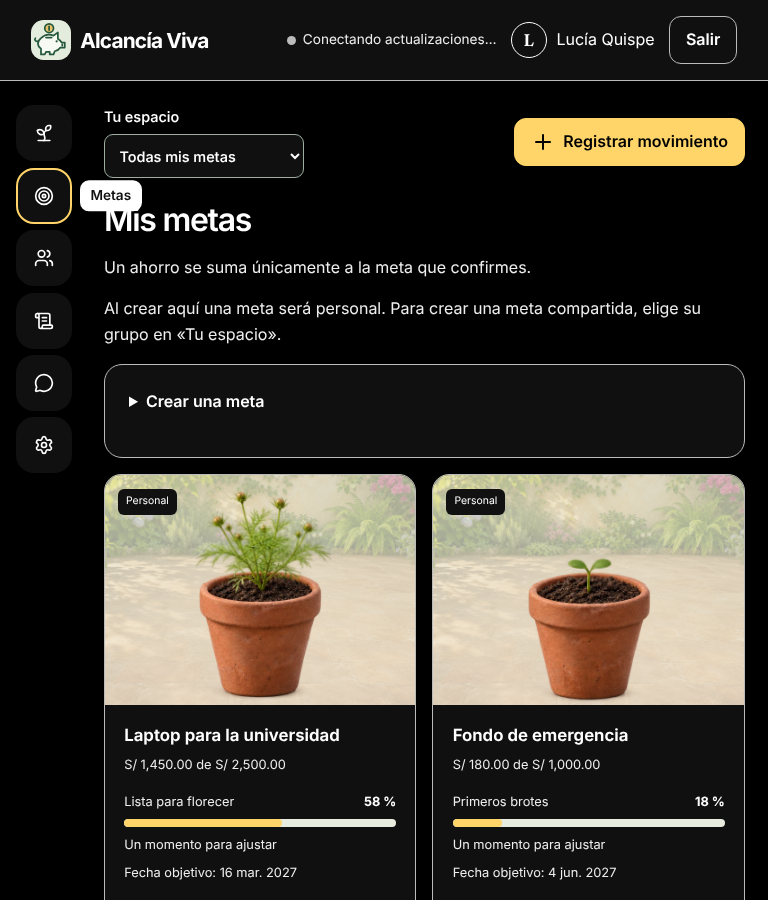 Alcancía Viva
Conectando actualizaciones...
L
Lucía Quispe
Salir
Tu espacio
Todas mis metas
Registrar movimiento
Metas
Mis metas
Un ahorro se suma únicamente a la meta que confirmes.
Al crear aquí una meta será personal. Para crear una meta compartida, elige su
grupo en «Tu espacio».
Crear una meta
Personal
Laptop para la universidad
S/ 1,450.00 de S/ 2,500.00
Lista para florecer
58 %
Un momento para ajustar
Fecha objetivo: 16 mar. 2027
Personal
Fondo de emergencia
S/ 180.00 de S/ 1,000.00
Primeros brotes
18 %
Un momento para ajustar
Fecha objetivo: 4 jun. 2027